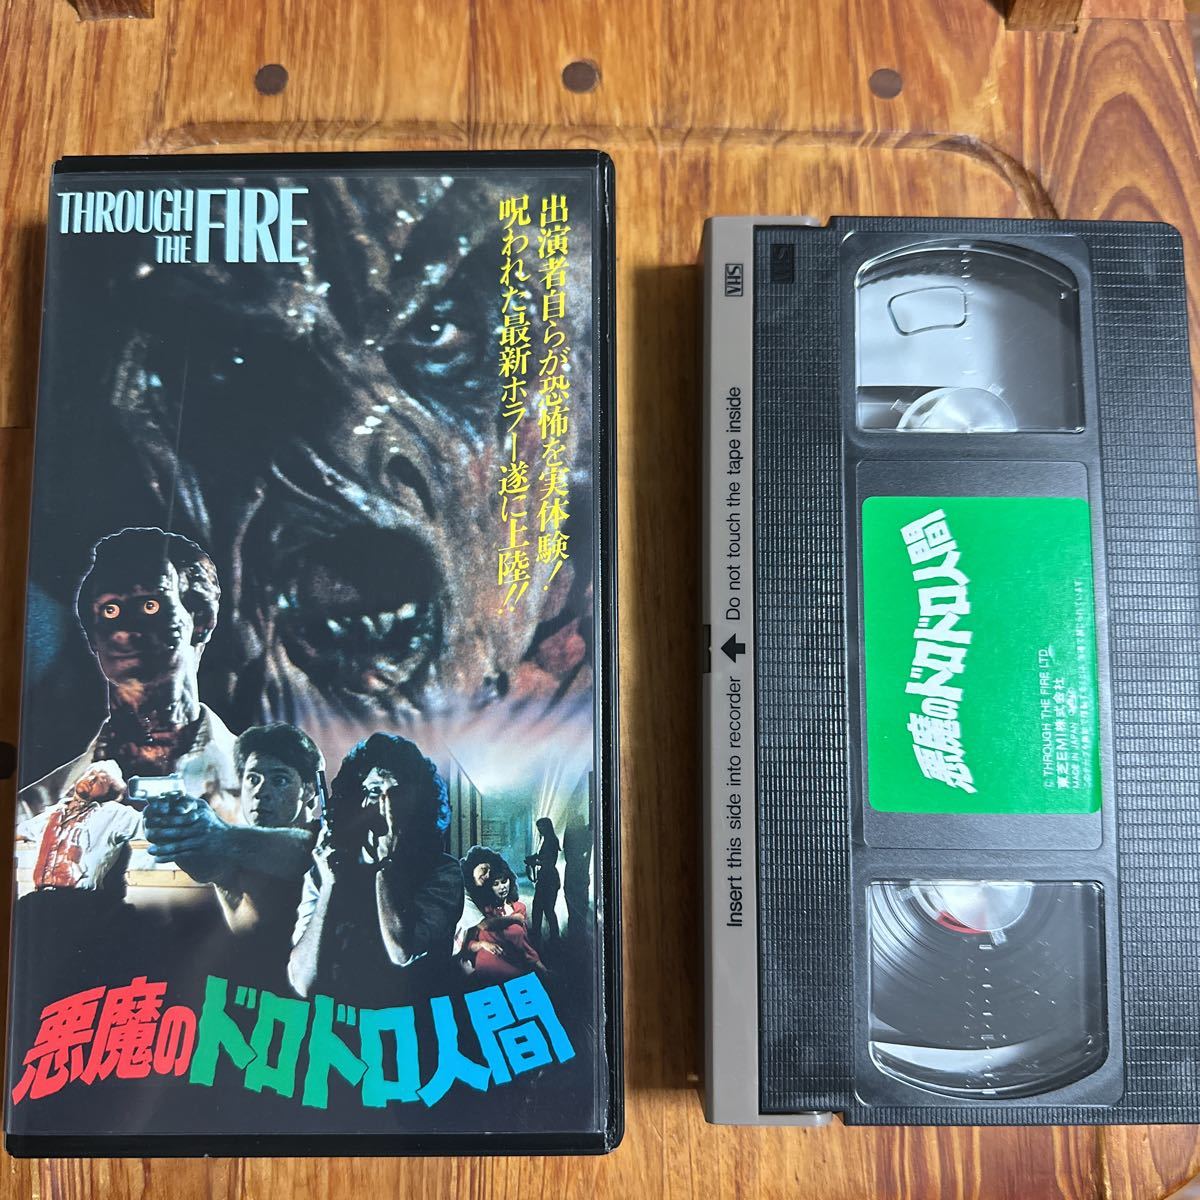 THROUGH
THE FIRE
出演者自らが恐怖を実体験！
呪われた最新ホラー遂に上陸!!
悪魔のドロドロ人間
VHS
Do not touch the tape inside
Insert this side into recorder
悪魔のドロドロ人間
© THROUGH THE FIRE LTD.
東芝EMI株式会社
MADE IN JAPAN